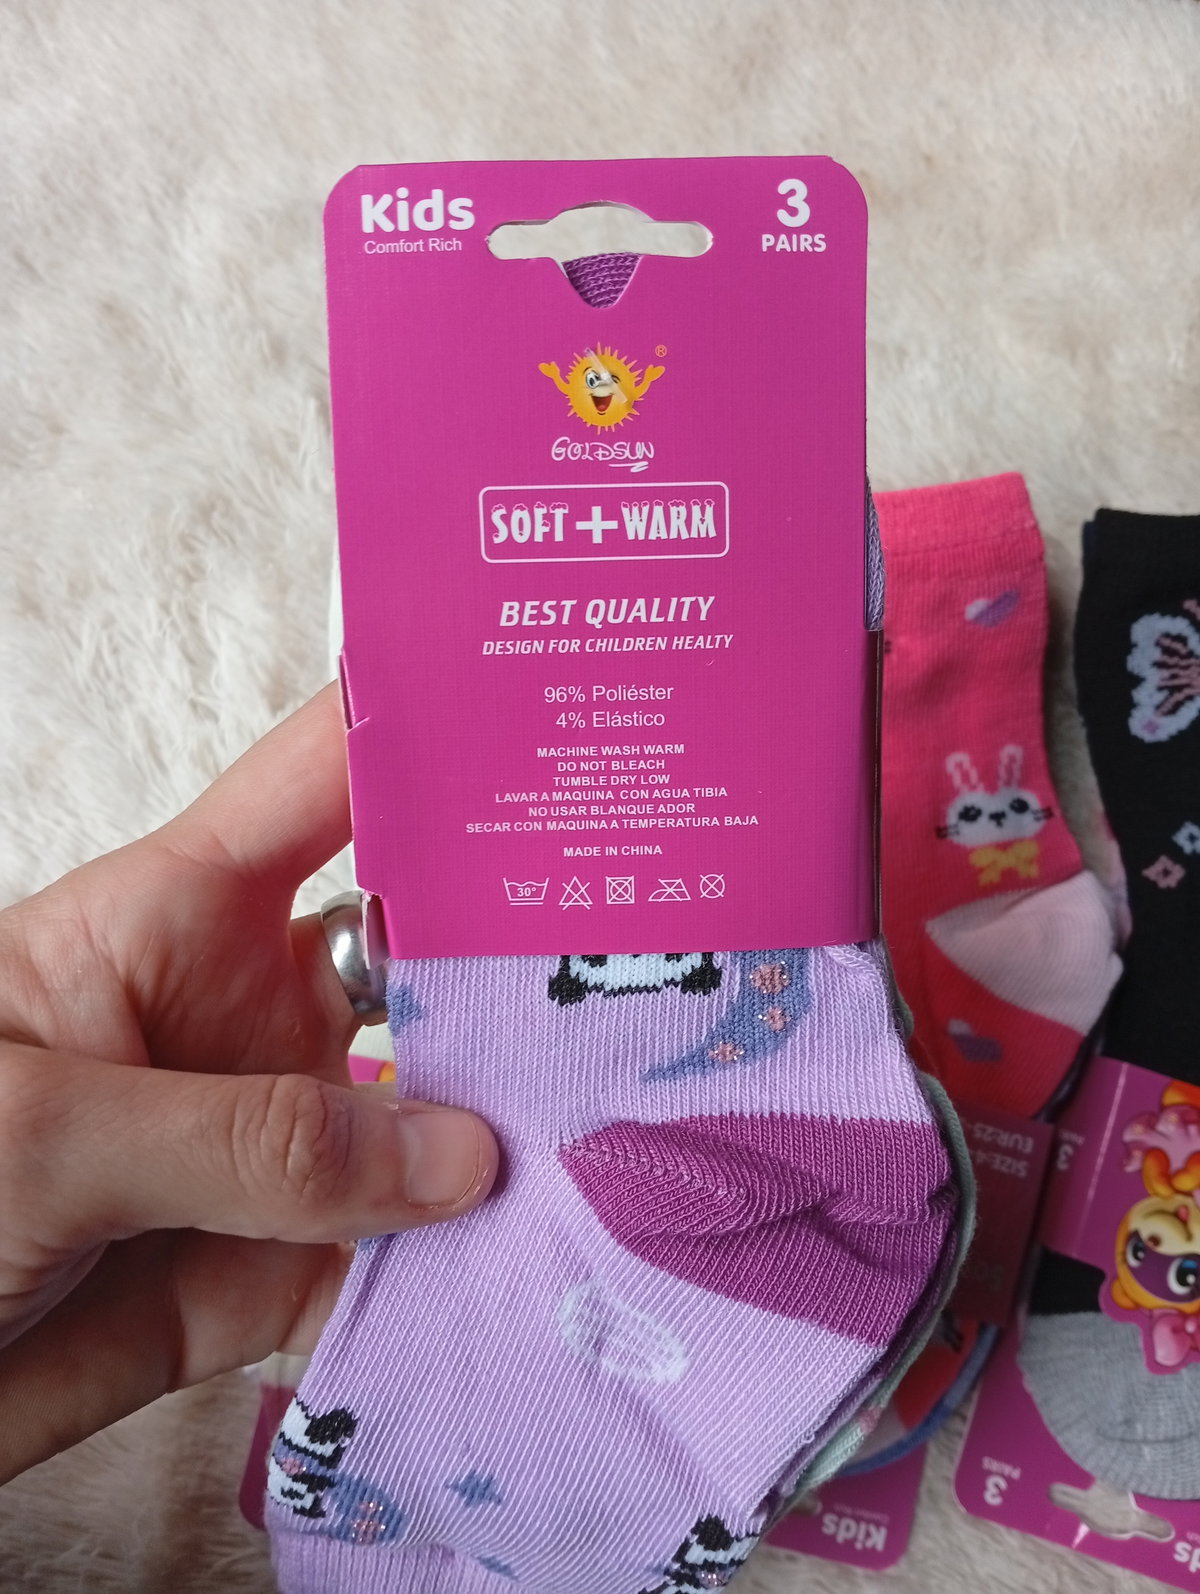 Kids
Comfort Rich
3
PAIRS
®
GOLDSUN
SOFT+WARM
BEST QUALITY
DESIGN FOR CHILDREN HEALTY
96% Poliéster
4% Elástico
MACHINE WASH WARM
DO NOT BLEACH
TUMBLE DRY LOW
LAVAR A MAQUINA CON AGUA TIBIA
NO USAR BLANQUE ADOR
SECAR CON MAQUINA A TEMPERATURA BAJA
MADE IN CHINA
30°
3
PAIRS
Kids